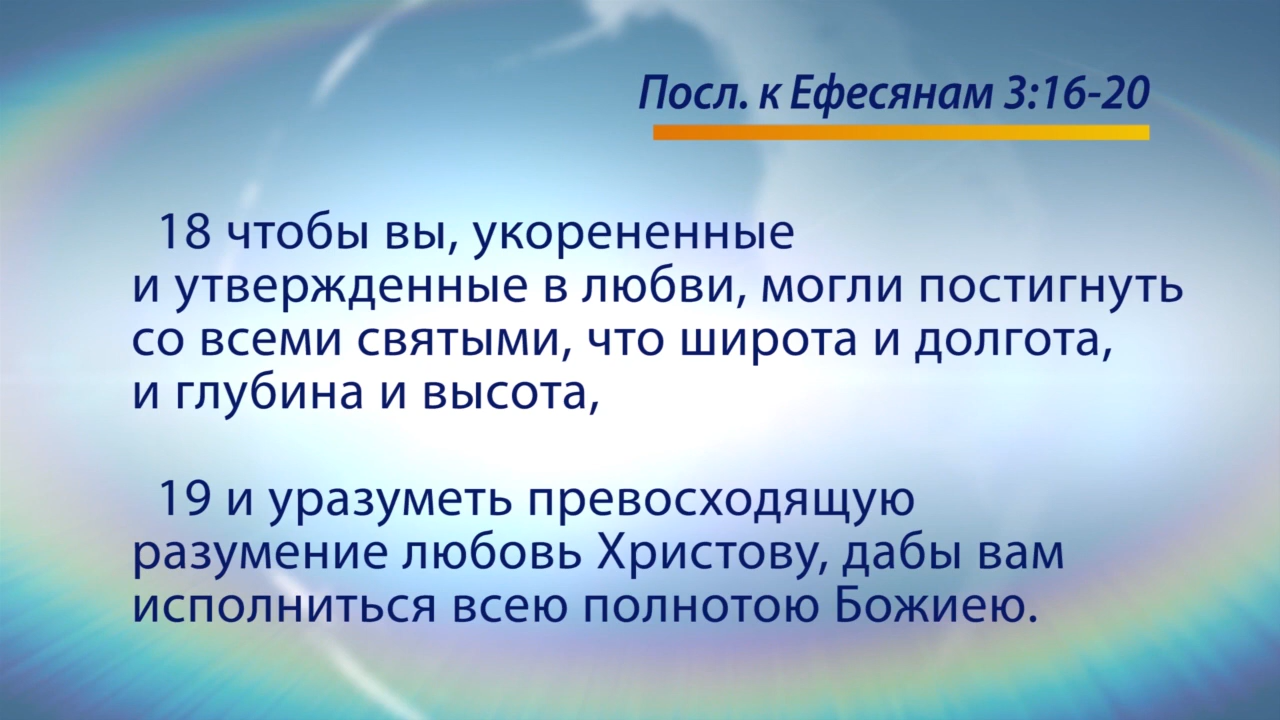 Посл. к Ефесянам 3:16-20
18 чтобы вы, укорененные
и утвержденные в любви, могли постигнуть
со всеми святыми, что широта и долгота,
и глубина и высота,
19 и уразуметь превосходящую
разумение любовь Христову, дабы вам
исполниться всею полнотою Божиею.